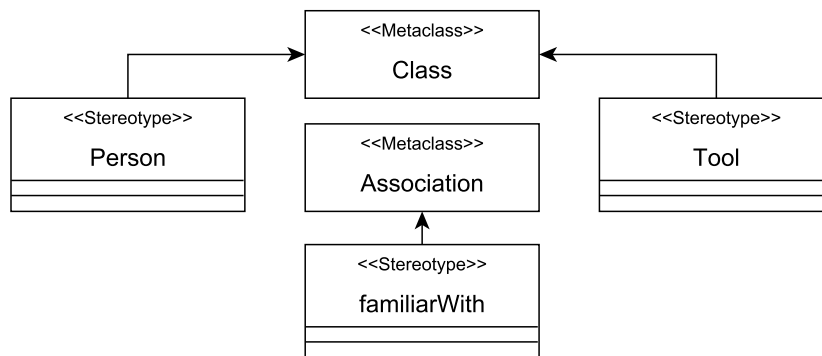 <<Metaclass>>
Class
<<Stereotype>>
Person
<<Metaclass>>
Association
<<Stereotype>>
Tool
<<Stereotype>>
familiarWith